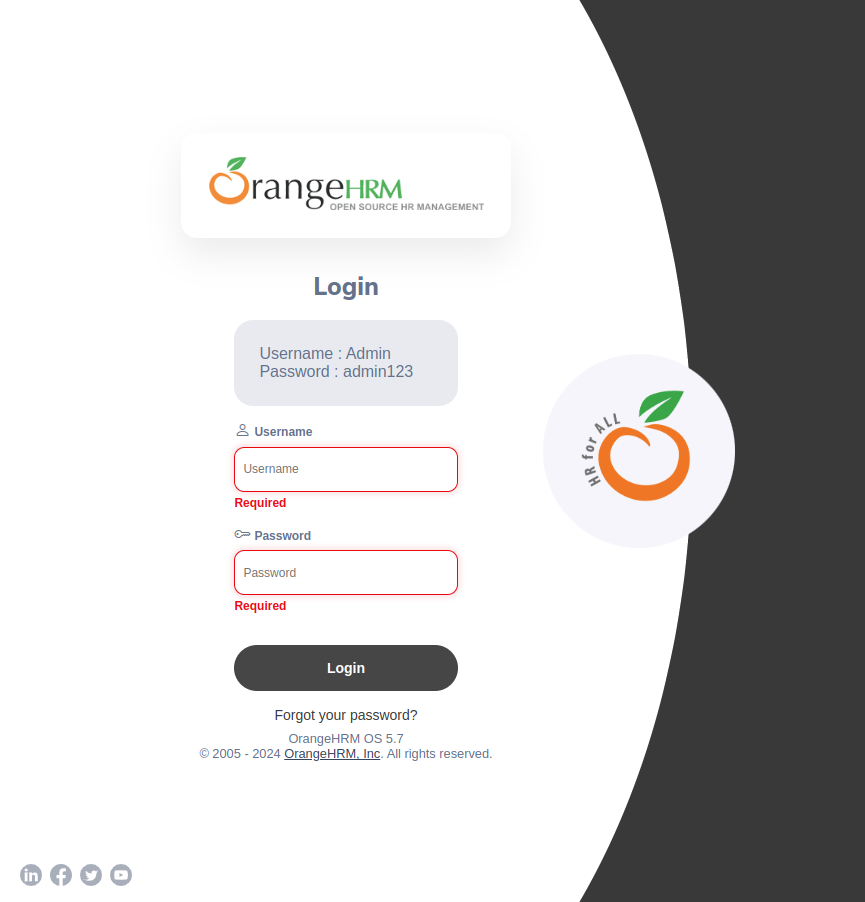 OrangeHRM
OPEN SOURCE HR MANAGEMENT
Login
Username : Admin
Password : admin123
Username
Username
Required
Password
Password
Required
HR for ALL
Login
Forgot your password?
OrangeHRM OS 5.7
© 2005 - 2024 OrangeHRM, Inc. All rights reserved.